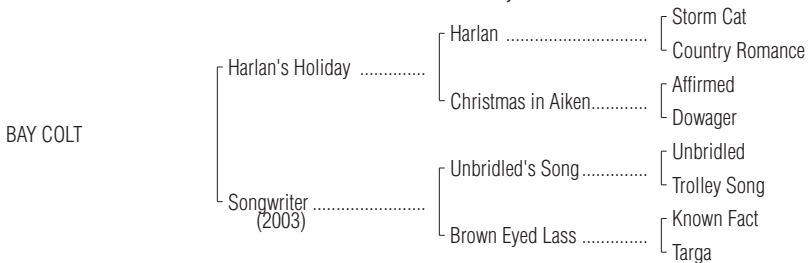 Storm Cat
Harlan ..............................
Country Romance
Harlan's Holiday ..............
Affirmed
Christmas in Aiken............
Dowager
BAY COLT
Unbridled
Unbridled's Song..............
Trolley Song
Songwriter ........................
(2003)
Known Fact
Brown Eyed Lass ..............
Targa